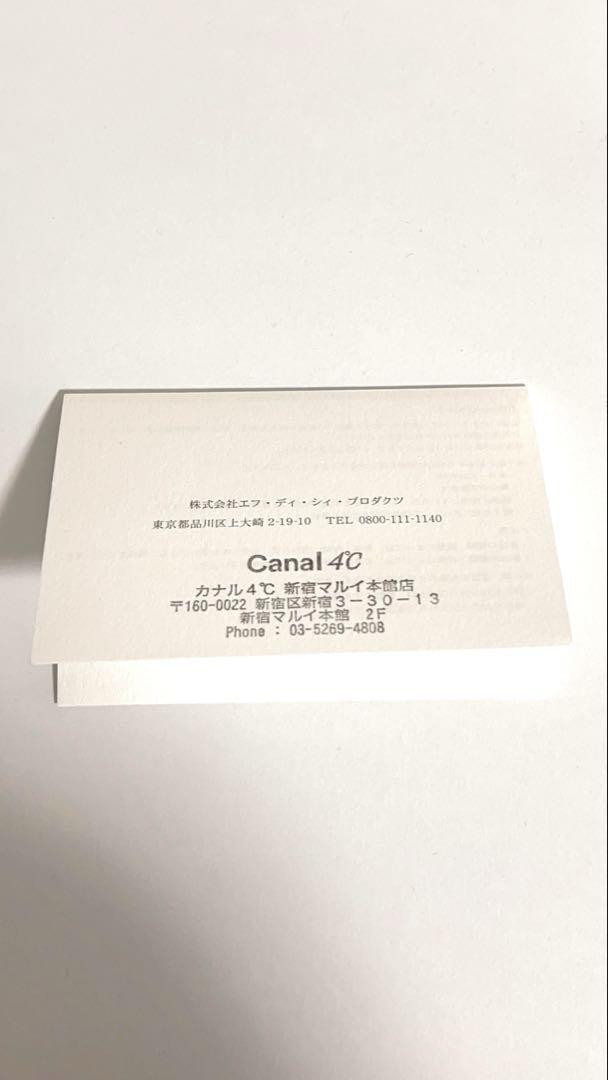 株式会社エフ・ディ・シィ・プロダクツ
東京都品川区上大崎 2-19-10 TEL 0800-111-1140
Canal 4℃
カナル4℃ 新宿マルイ本館店
〒160-0022 新宿区新宿3－30－13
新宿マルイ本館 2F
Phone : 03-5269-4808